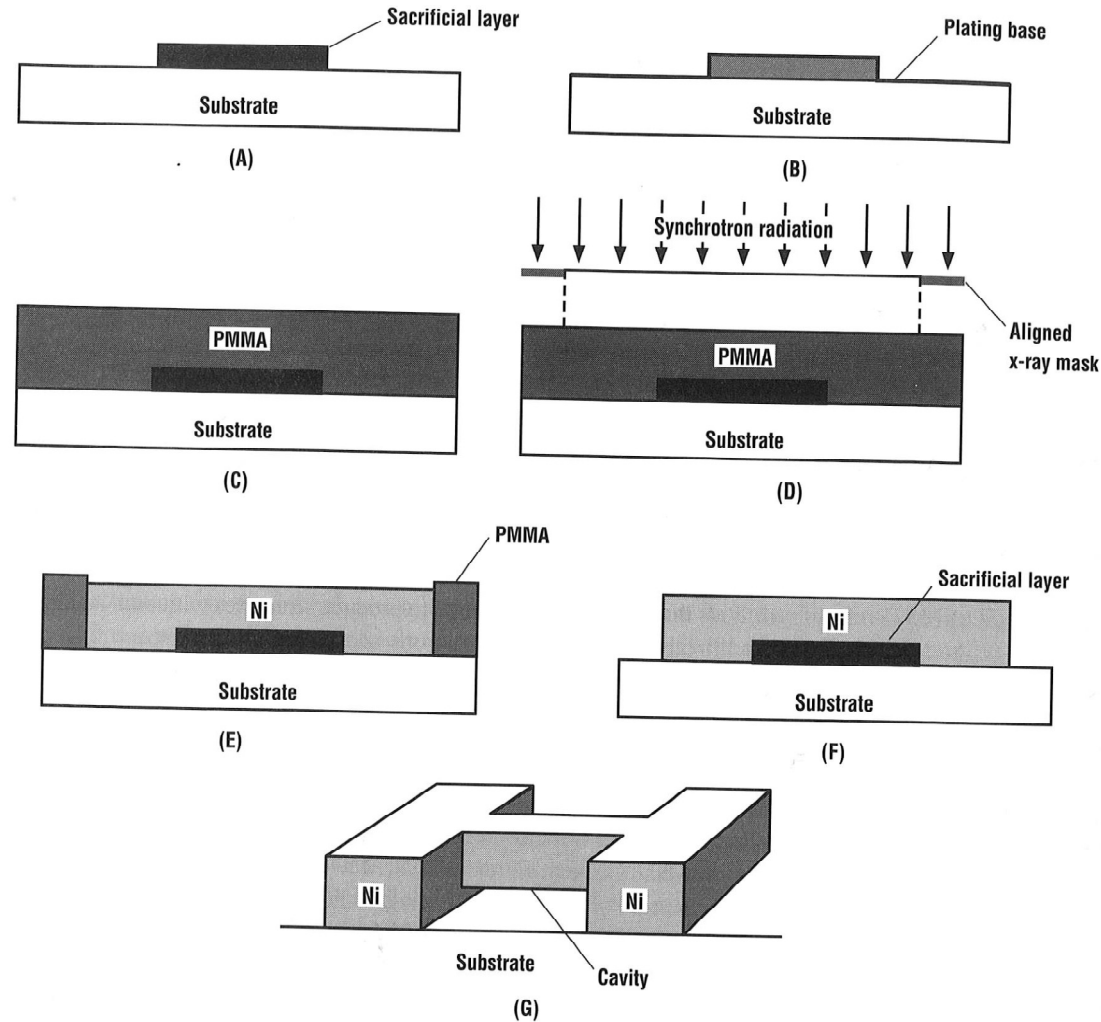 Sacrificial layer
Substrate
(A)
Plating base
Substrate
(B)
PMMA
Substrate
(C)
Synchrotron radiation
PMMA
Aligned
x-ray mask
Substrate
(D)
PMMA
Ni
Substrate
(E)
Sacrificial layer
Ni
Substrate
(F)
Ni
Ni
Substrate
Cavity
(G)